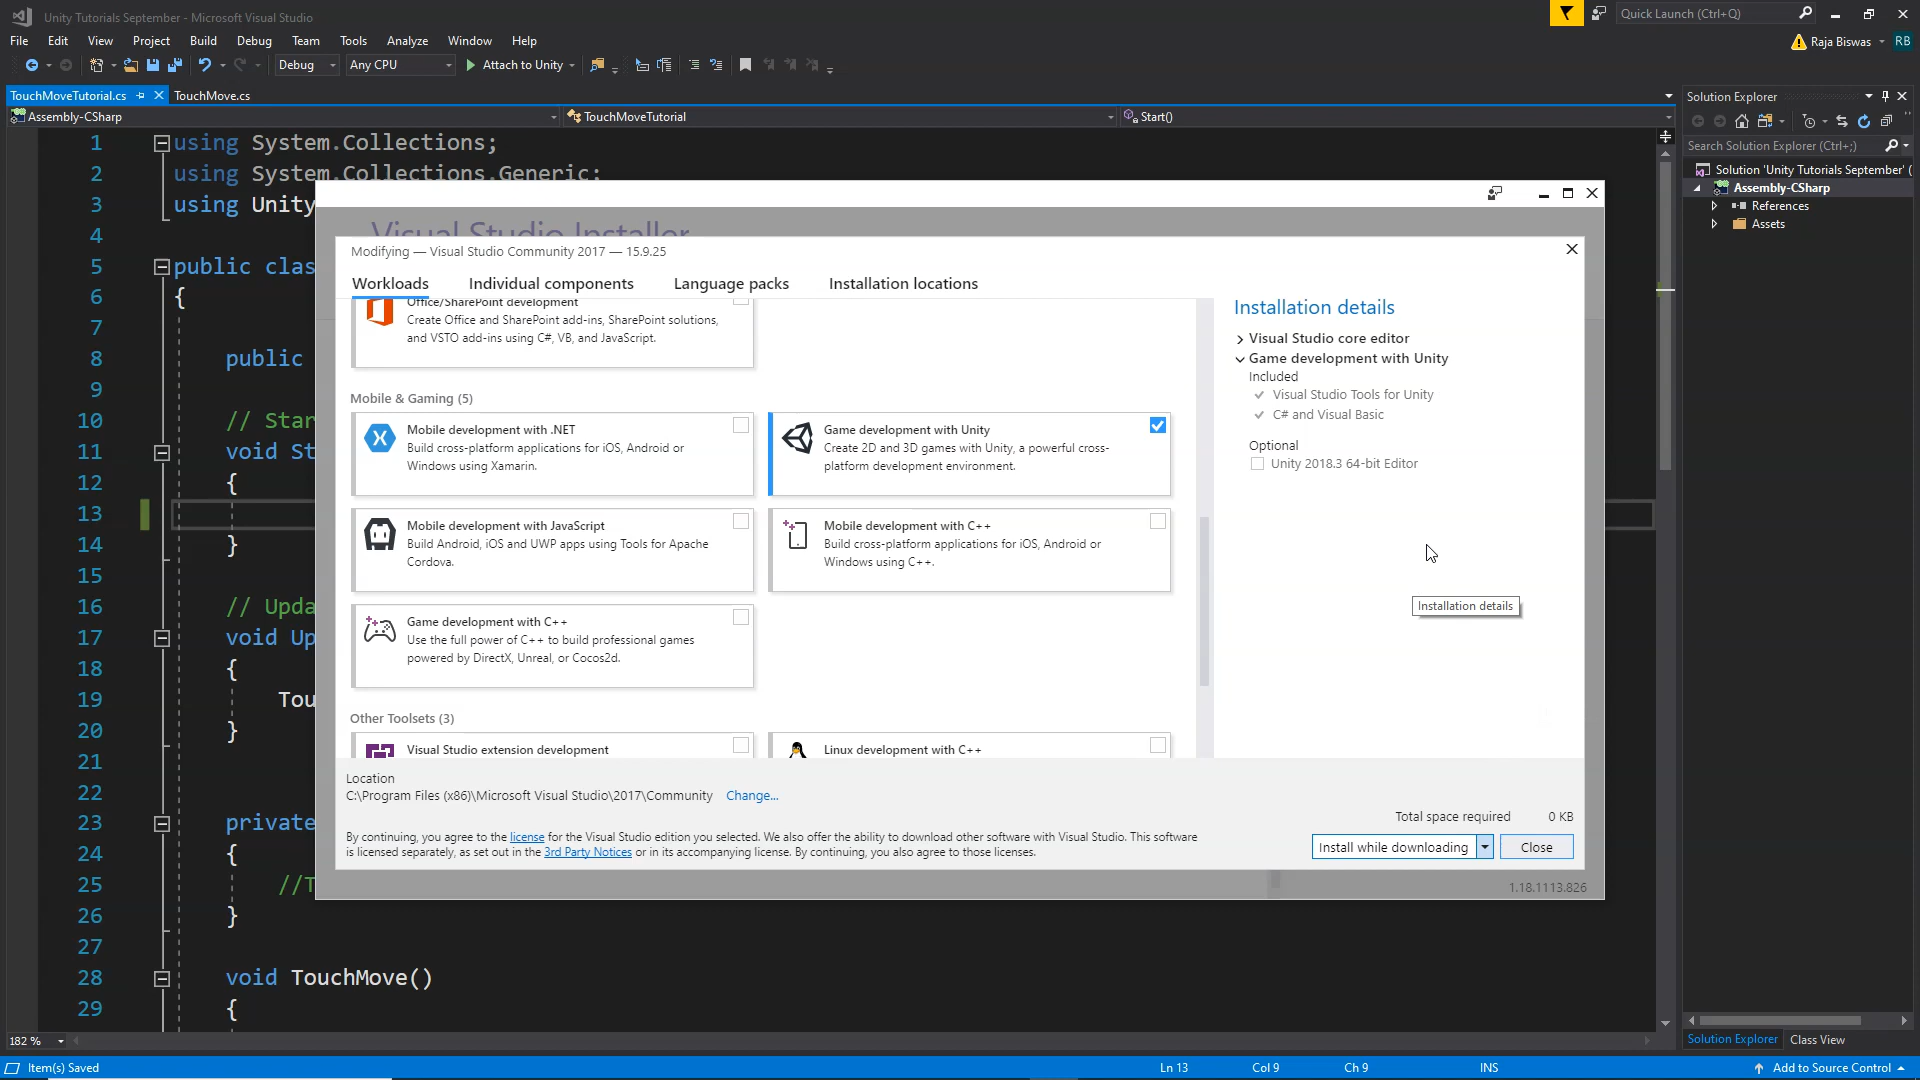 Unity Tutorials September - Microsoft Visual Studio
Quick Launch (Ctrl+Q)
File Edit View Project Build Debug Team Tools Analyze Window Help
Raja Biswas RB
Debug Any CPU Attach to Unity
TouchMoveTutorial.cs TouchMove.cs
Assembly-CSharp TouchMoveTutorial Start()
1 using System.Collections;
2 using System.Collections.Generic;
3 using Unity
4
5 public clas
6 {
7
8 public
9
10 // Star
11 void St
12 {
13
14 }
15
16 // Upda
17 void Up
18 {
19 Tou
20 }
21
22
23 private
24 {
25 //T
26 }
27
28 void TouchMove()
29 {
182 %
Visual Studio Installer
Modifying — Visual Studio Community 2017 — 15.9.25
Workloads Individual components Language packs Installation locations
Office/SharePoint development
Create Office and SharePoint add-ins, SharePoint solutions,
and VSTO add-ins using C#, VB, and JavaScript.
Mobile & Gaming (5)
Mobile development with .NET
Build cross-platform applications for iOS, Android or
Windows using Xamarin.
Game development with Unity
Create 2D and 3D games with Unity, a powerful cross-
platform development environment.
Mobile development with JavaScript
Build Android, iOS and UWP apps using Tools for Apache
Cordova.
Mobile development with C++
Build cross-platform applications for iOS, Android or
Windows using C++.
Game development with C++
Use the full power of C++ to build professional games
powered by DirectX, Unreal, or Cocos2d.
Other Toolsets (3)
Visual Studio extension development
Linux development with C++
Installation details
Visual Studio core editor
Game development with Unity
Included
Visual Studio Tools for Unity
C# and Visual Basic
Optional
Unity 2018.3 64-bit Editor
Installation details
Location
C:\Program Files (x86)\Microsoft Visual Studio\2017\Community Change...
Total space required 0 KB
By continuing, you agree to the license for the Visual Studio edition you selected. We also offer the ability to download other software with Visual Studio. This software
is licensed separately, as set out in the 3rd Party Notices or in its accompanying license. By continuing, you also agree to those licenses.
Install while downloading Close
1.18.1113.826
Solution Explorer
Search Solution Explorer (Ctrl+;)
Solution 'Unity Tutorials September' (
Assembly-CSharp
References
Assets
Solution Explorer Class View
Item(s) Saved Ln 13 Col 9 Ch 9 INS Add to Source Control